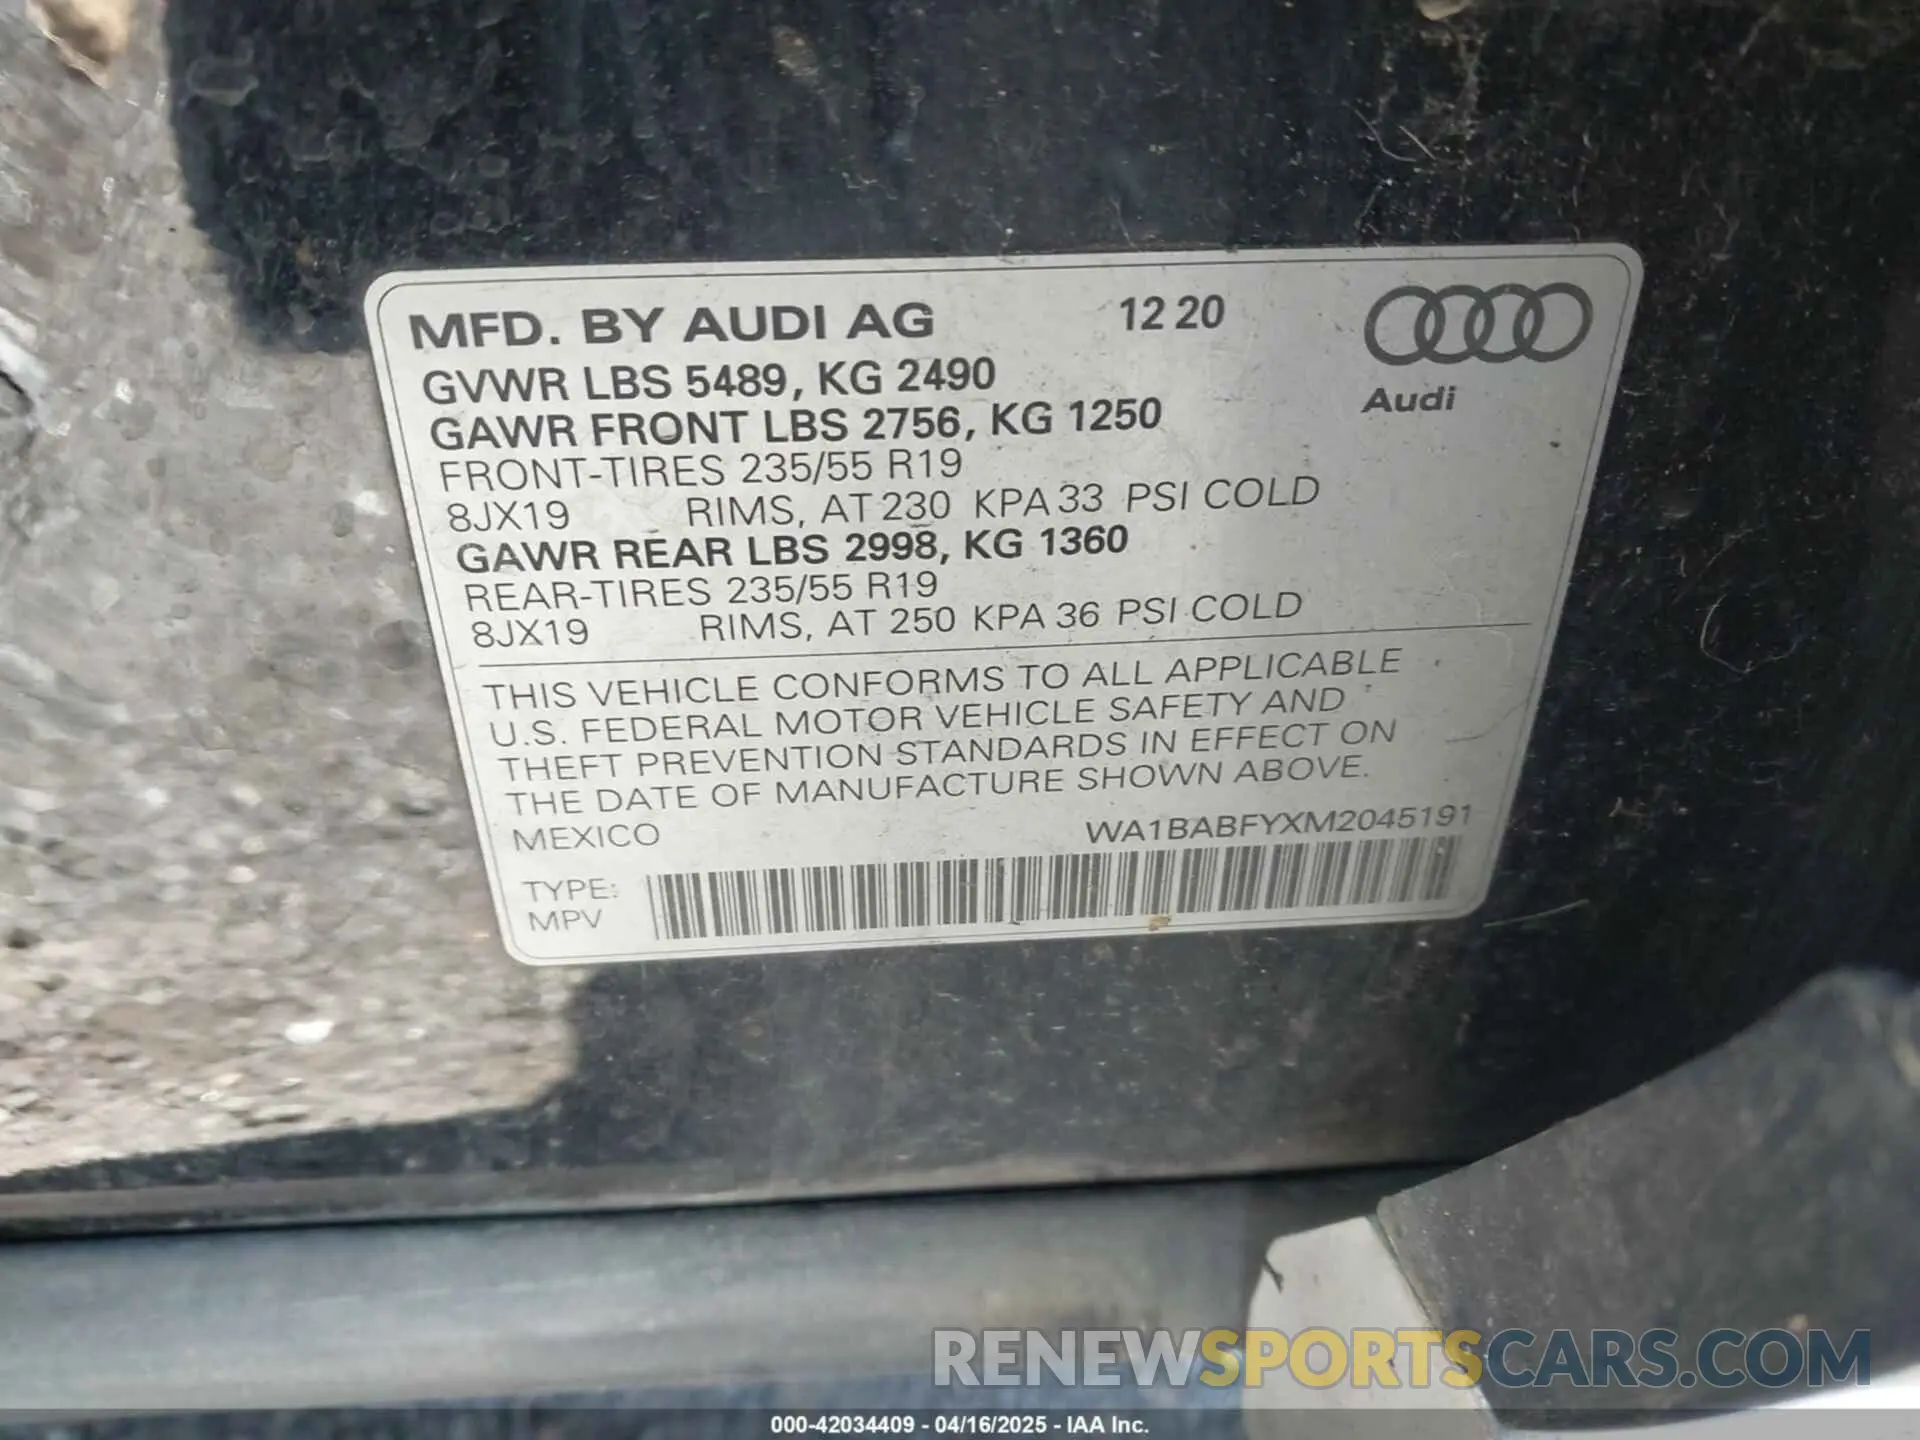 MFD. BY AUDI AG 12 20
Audi
GVWR LBS 5489, KG 2490
GAWR FRONT LBS 2756, KG 1250
FRONT-TIRES 235/55 R19
8JX19 RIMS, AT 230 KPA 33 PSI COLD
GAWR REAR LBS 2998, KG 1360
REAR-TIRES 235/55 R19
8JX19 RIMS, AT 250 KPA 36 PSI COLD
THIS VEHICLE CONFORMS TO ALL APPLICABLE
U.S. FEDERAL MOTOR VEHICLE SAFETY AND
THEFT PREVENTION STANDARDS IN EFFECT ON
THE DATE OF MANUFACTURE SHOWN ABOVE.
MEXICO WA1BABFYXM2045191
TYPE:
MPV
RENEWSPORTSCARS.COM
000-42034409 - 04/16/2025 - IAA Inc.